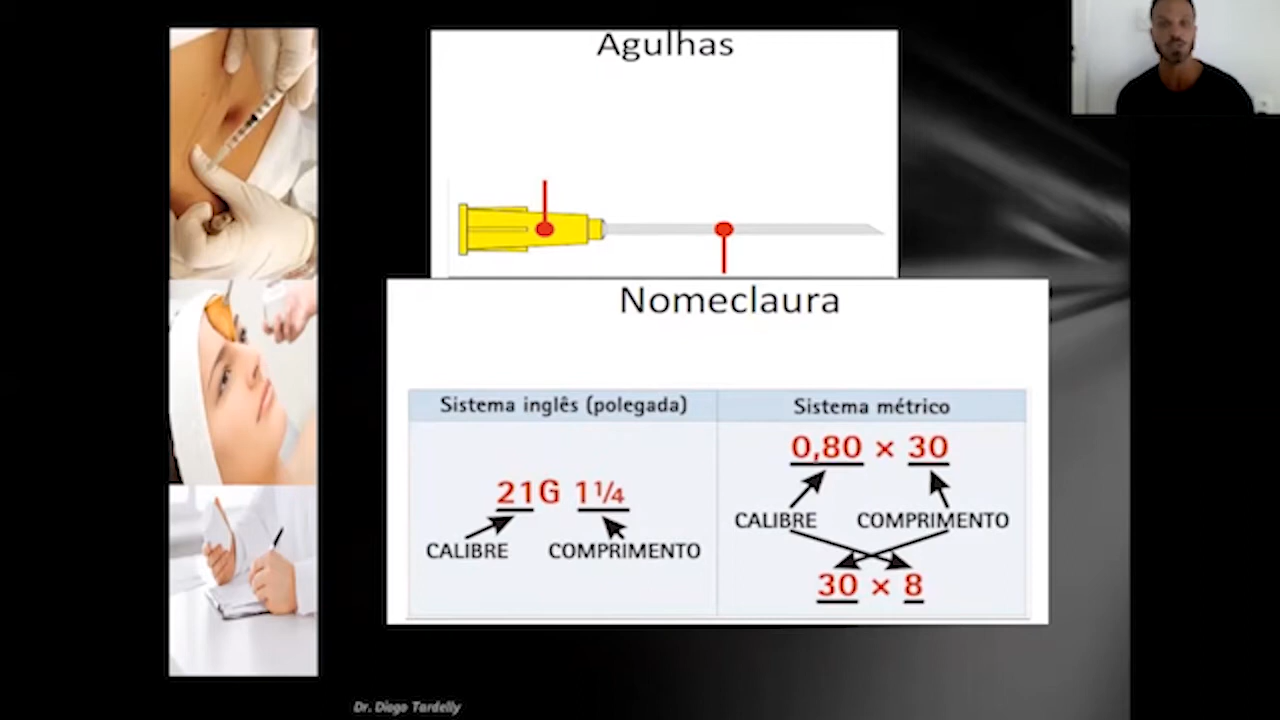 Agulhas
Nomeclaura
Sistema inglês (polegada)
Sistema métrico
21G 1¼
CALIBRE
COMPRIMENTO
0,80 × 30
CALIBRE
COMPRIMENTO
30 × 8
Dr. Diogo Tardelly